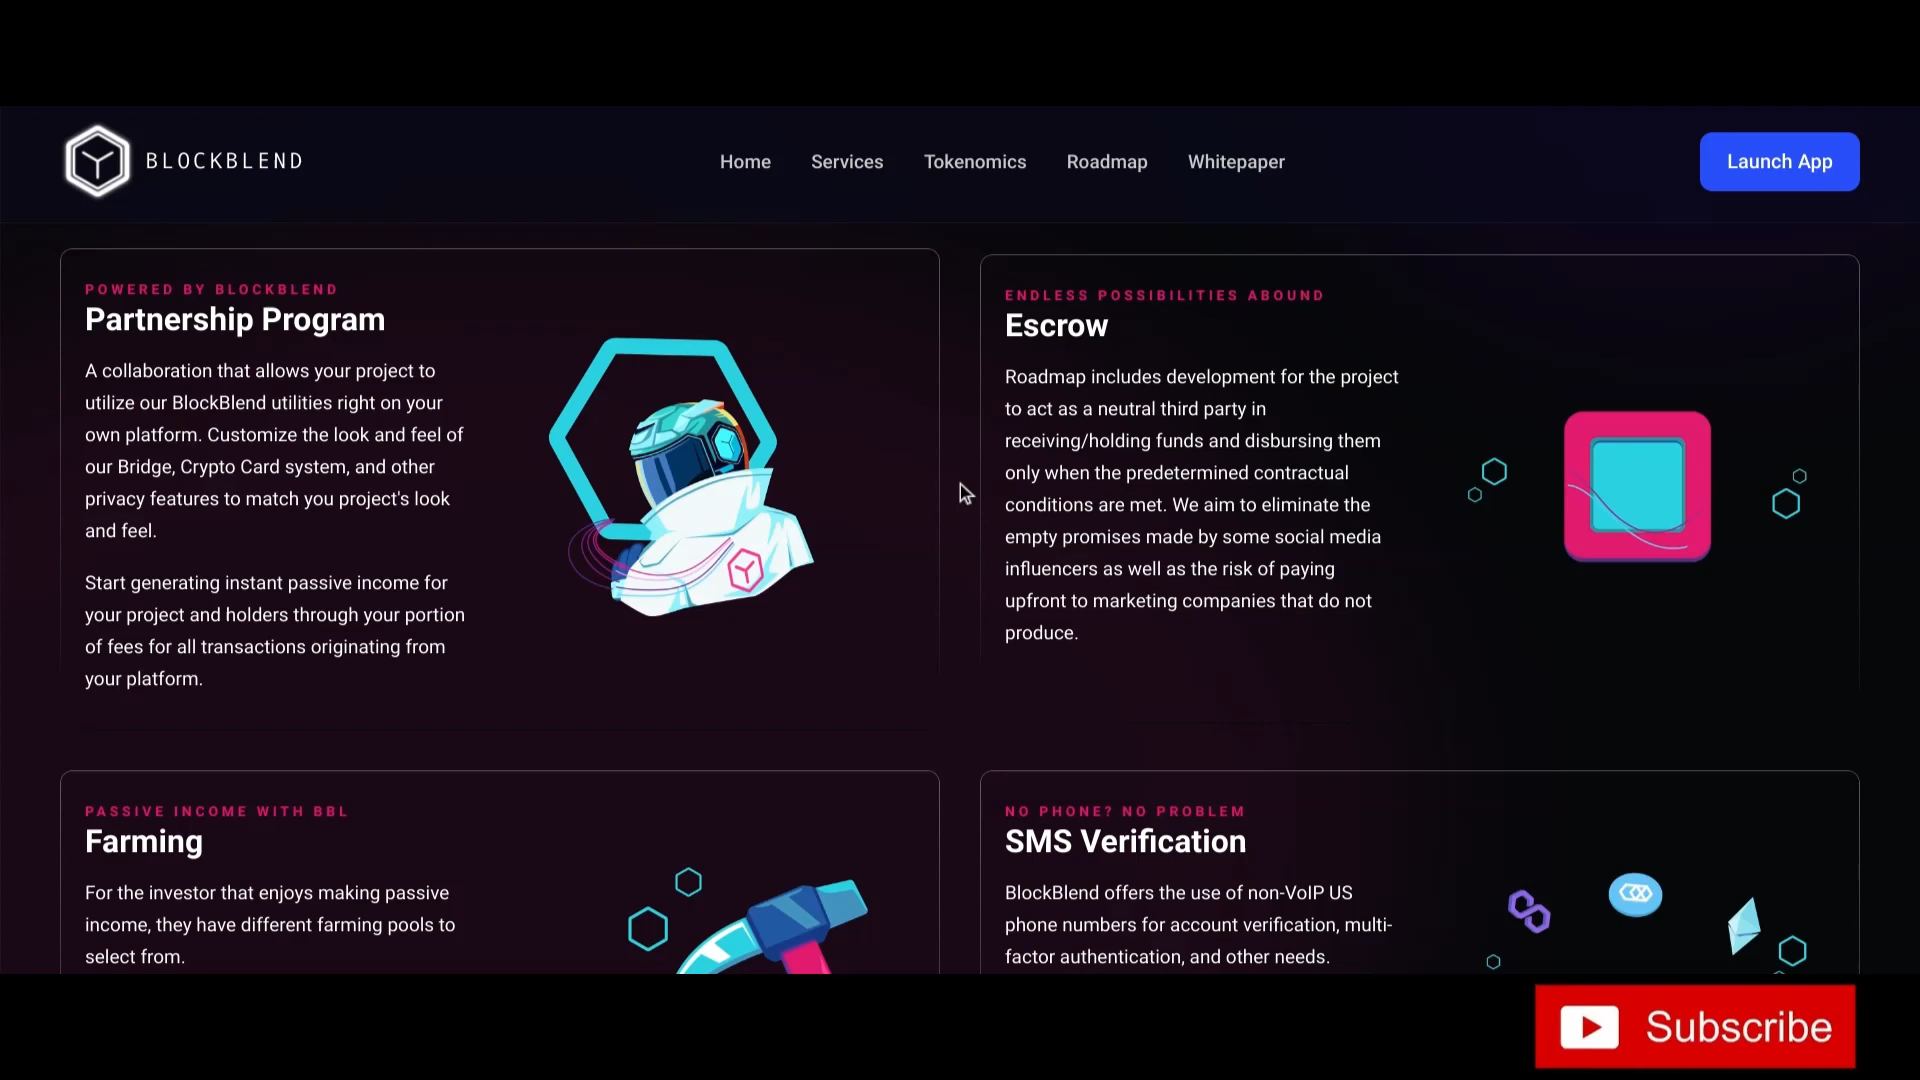 BLOCKBLEND
Home
Services
Tokenomics
Roadmap
Whitepaper
Launch App
POWERED BY BLOCKBLEND
Partnership Program
A collaboration that allows your project to
utilize our BlockBlend utilities right on your
own platform. Customize the look and feel of
our Bridge, Crypto Card system, and other
privacy features to match you project's look
and feel.
Start generating instant passive income for
your project and holders through your portion
of fees for all transactions originating from
your platform.
ENDLESS POSSIBILITIES ABOUND
Escrow
Roadmap includes development for the project
to act as a neutral third party in
receiving/holding funds and disbursing them
only when the predetermined contractual
conditions are met. We aim to eliminate the
empty promises made by some social media
influencers as well as the risk of paying
upfront to marketing companies that do not
produce.
PASSIVE INCOME WITH BBL
Farming
For the investor that enjoys making passive
income, they have different farming pools to
select from.
NO PHONE? NO PROBLEM
SMS Verification
BlockBlend offers the use of non-VoIP US
phone numbers for account verification, multi-
factor authentication, and other needs.
Subscribe